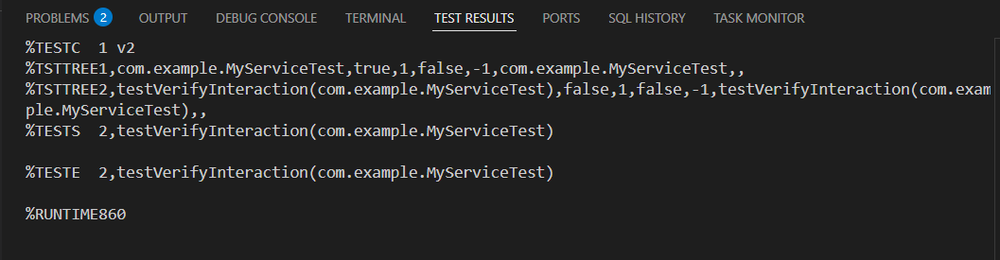 PROBLEMS 2 OUTPUT DEBUG CONSOLE TERMINAL TEST RESULTS PORTS SQL HISTORY TASK MONITOR
%TESTC  1 v2
%TSTTREE1,com.example.MyServiceTest,true,1,false,-1,com.example.MyServiceTest,,
%TSTTREE2,testVerifyInteraction(com.example.MyServiceTest),false,1,false,-1,testVerifyInteraction(com.exam
ple.MyServiceTest),,
%TESTS  2,testVerifyInteraction(com.example.MyServiceTest)
%TESTE  2,testVerifyInteraction(com.example.MyServiceTest)
%RUNTIME860